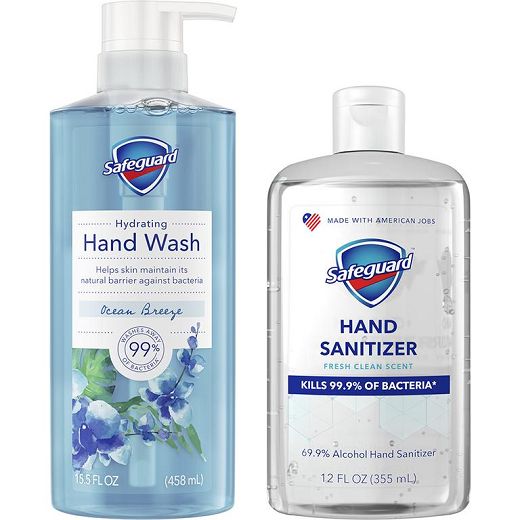 Safeguard
Hydrating
Hand Wash
Helps skin maintain its
natural barrier against bacteria
Ocean Breeze
WASHES AWAY
99%
OF BACTERIA*
15.5 FL OZ (458 mL)
MADE WITH AMERICAN JOBS
Safeguard™
HAND
SANITIZER
FRESH CLEAN SCENT
KILLS 99.9% OF BACTERIA*
69.9% Alcohol Hand Sanitizer
12 FL OZ (355 mL)